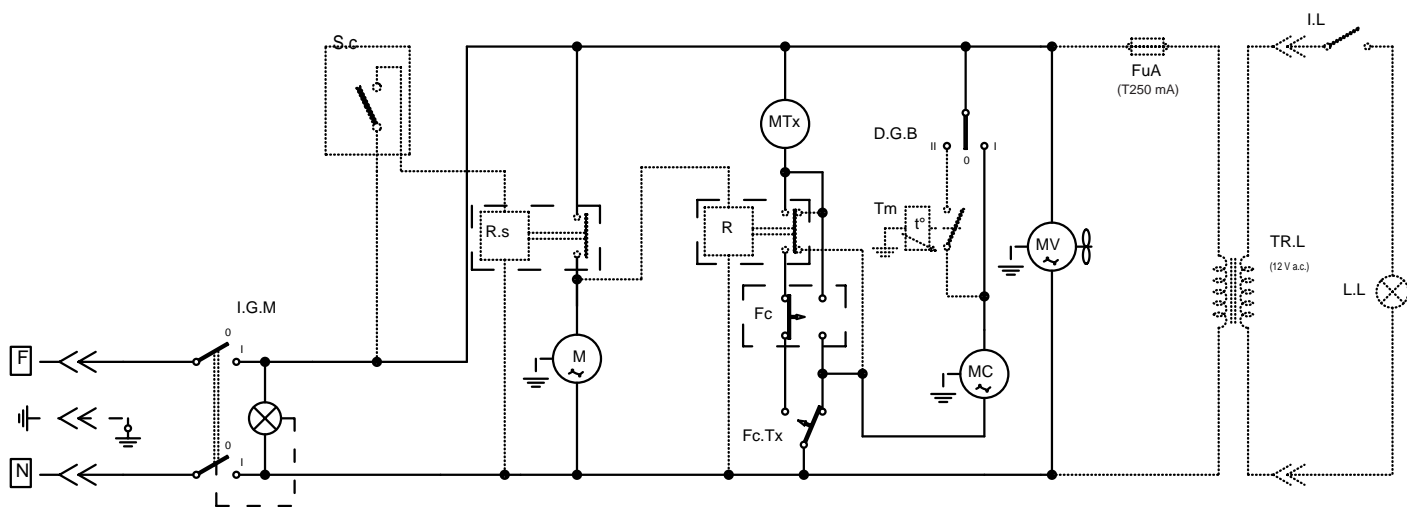 I.L
S.c
FuA
(T250 mA)
MTx
D.G.B
II
0
I
Tm
t°
R.s
R
MV
TR.L
(12 V a.c.)
L.L
I.G.M
Fc
0
F
I
M
MC
Fc.Tx
0
N
I